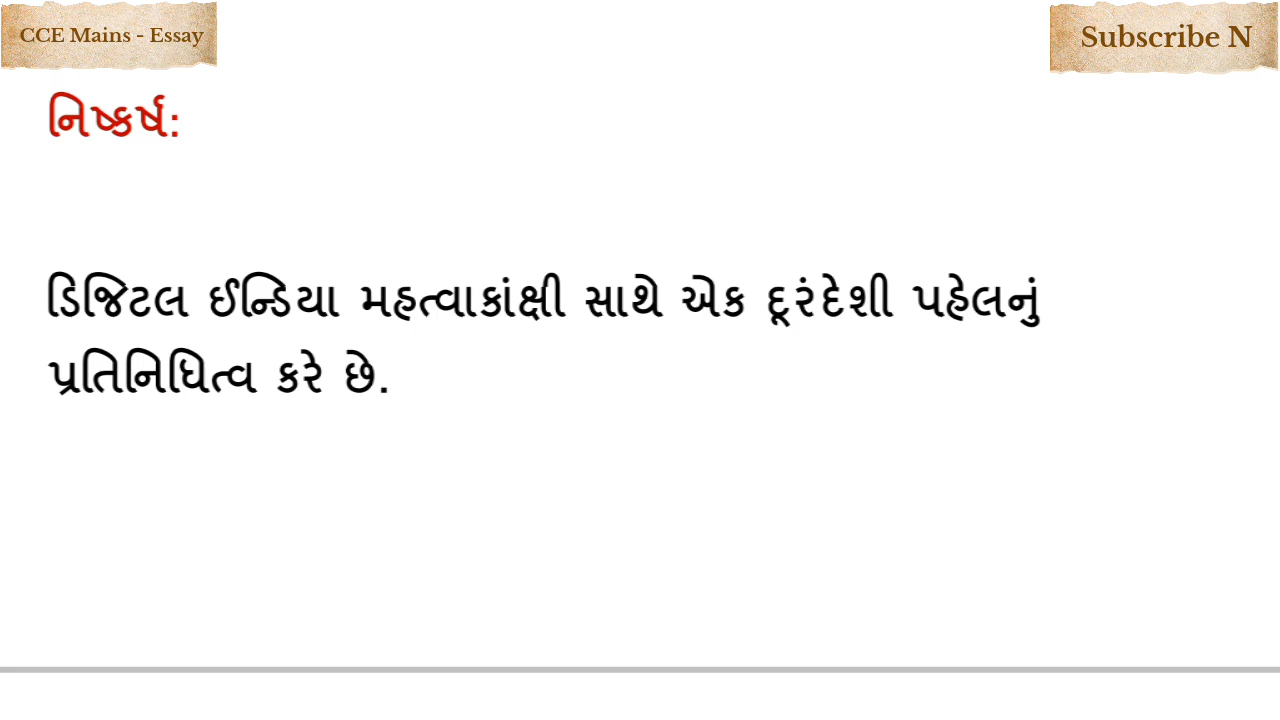 CCE Mains - Essay
Subscribe N
નિષ્કર્ષ:
ડિજિટલ ઈન્ડિયા મહત્વાકાંક્ષી સાથે એક દૂરંદેશી પહેલનું
પ્રતિનિધિત્વ કરે છે.